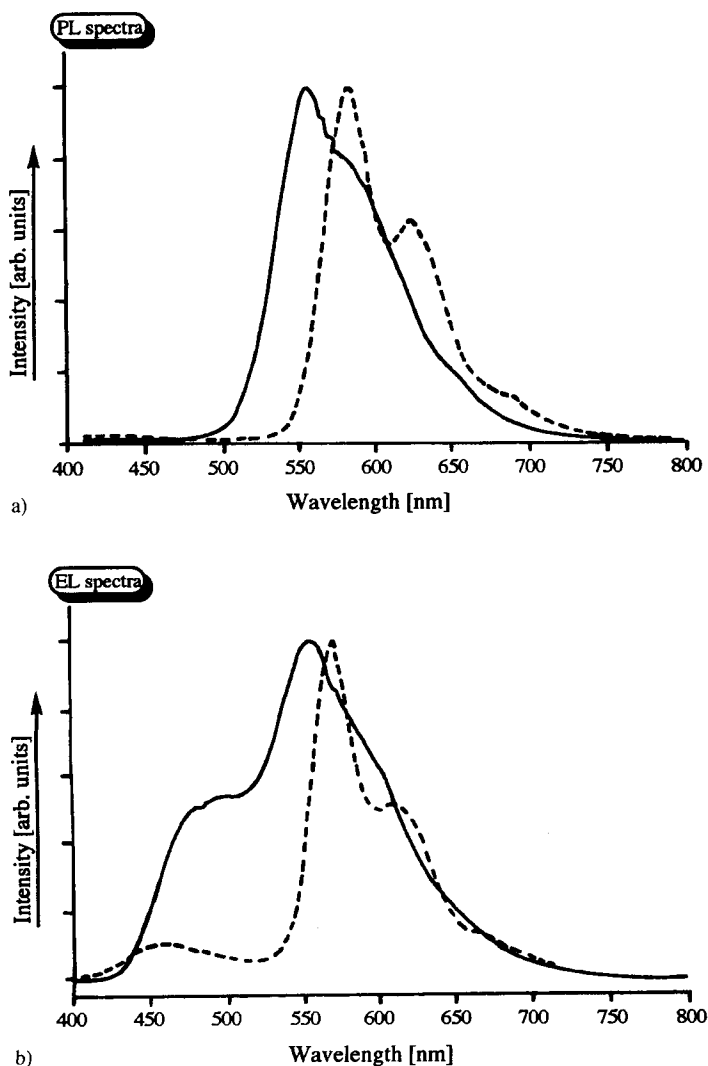 PL spectra
Intensity [arb. units]
400 450 500 550 600 650 700 750 800
Wavelength [nm]
a)
EL spectra
Intensity [arb. units]
400 450 500 550 600 650 700 750 800
Wavelength [nm]
b)